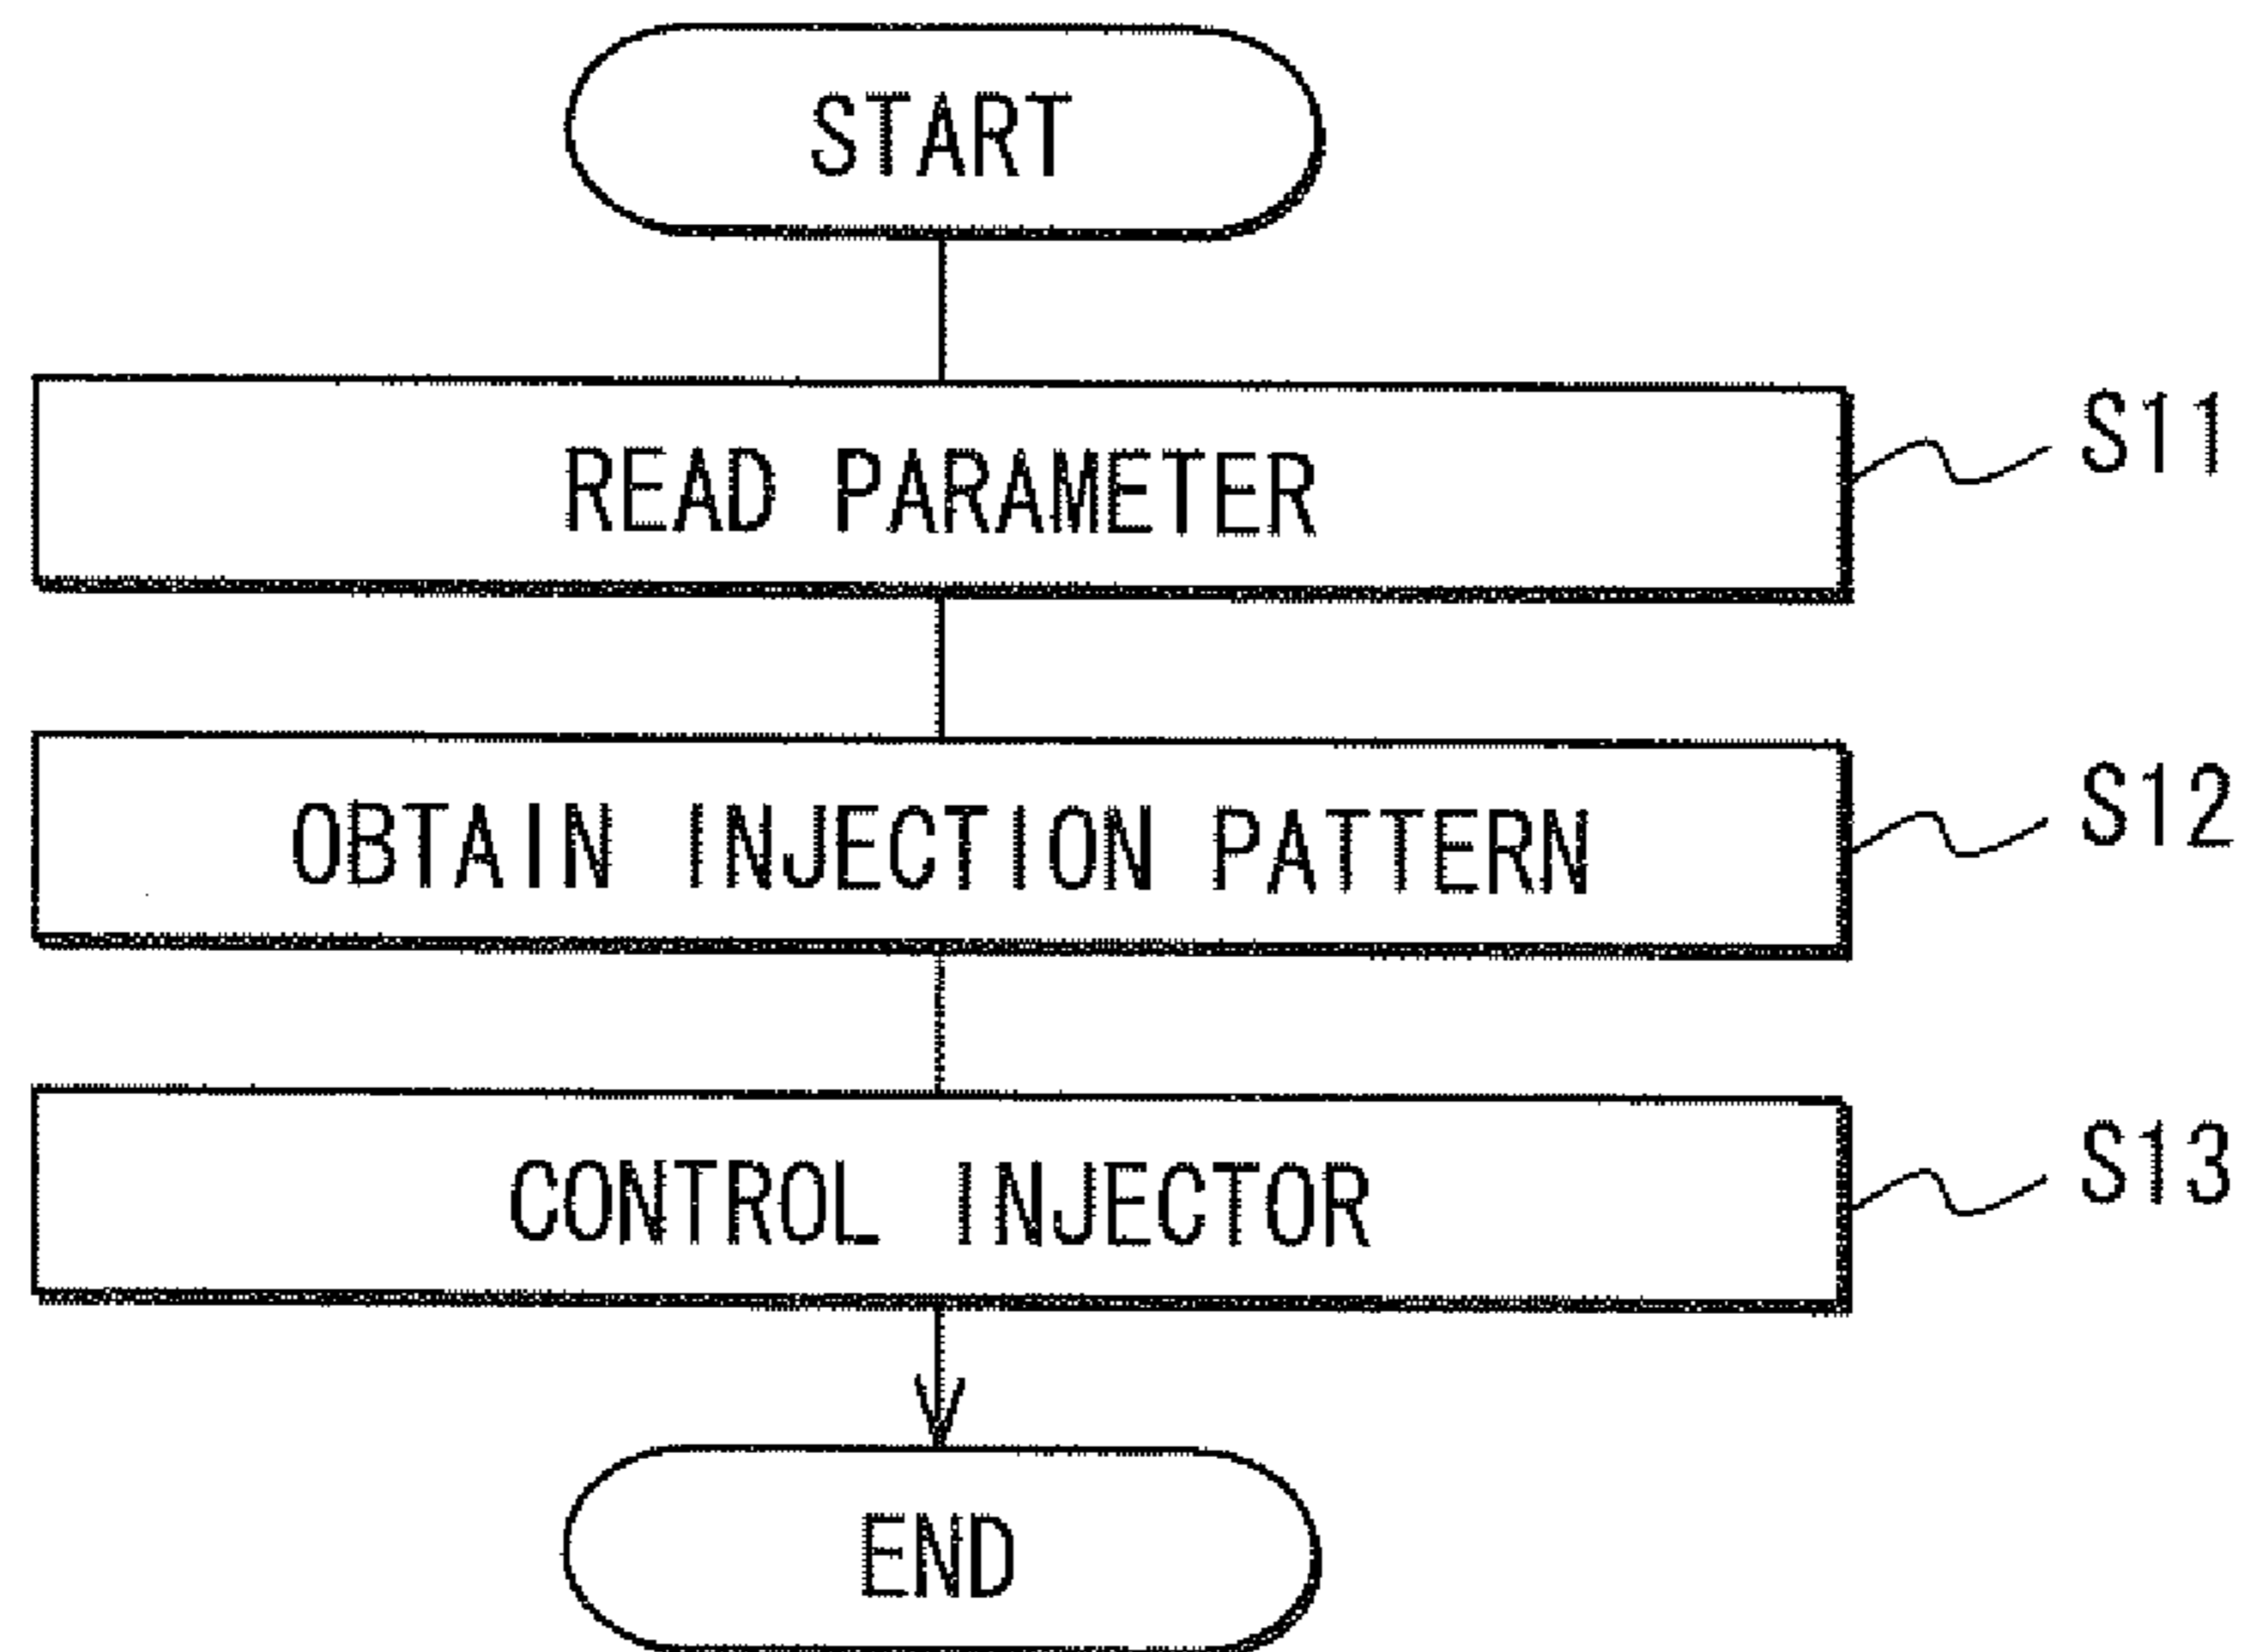 START
READ PARAMETER
S11
OBTAIN INJECTION PATTERN
S12
CONTROL INJECTOR
S13
END